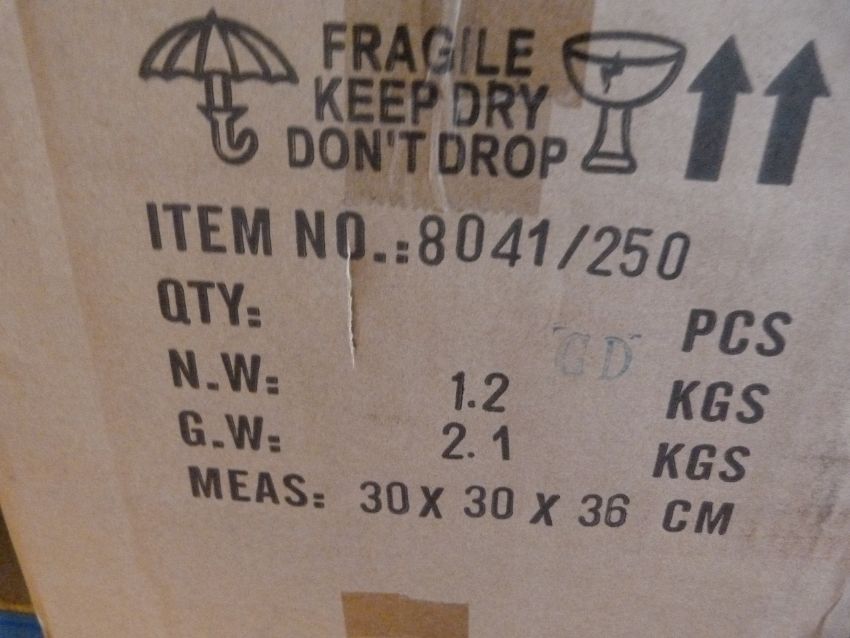 FRAGILE
KEEP DRY
DON'T DROP
ITEM NO.:8041/250
QTY: PCS
GD
N.W: 1.2 KGS
G.W: 2.1 KGS
MEAS: 30 X 30 X 36 CM